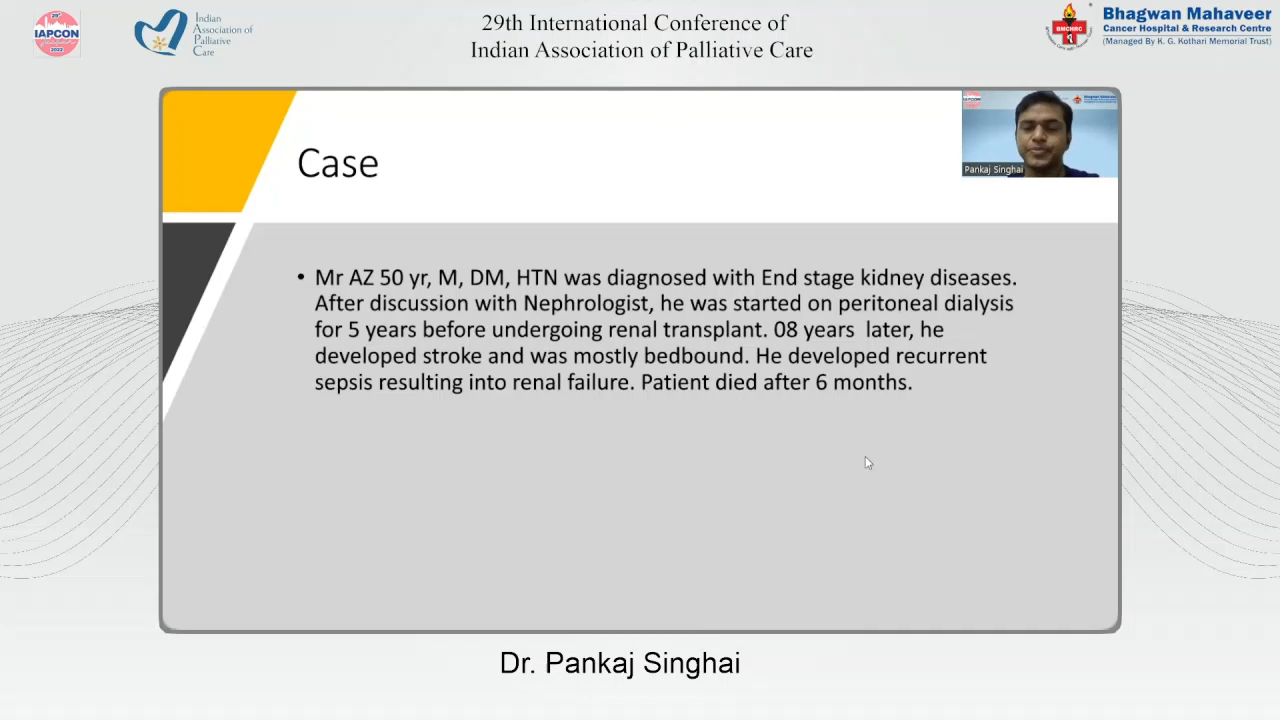 29th International Conference of
Indian Association of Palliative Care
29th
IAPCON
2022
Indian
Association of
Palliative
Care
BMCHRC
Bhagwan Mahaveer
Cancer Hospital & Research Centre
(Managed By K. G. Kothari Memorial Trust)
Case
Pankaj Singhai
• Mr AZ 50 yr, M, DM, HTN was diagnosed with End stage kidney diseases.
After discussion with Nephrologist, he was started on peritoneal dialysis
for 5 years before undergoing renal transplant. 08 years later, he
developed stroke and was mostly bedbound. He developed recurrent
sepsis resulting into renal failure. Patient died after 6 months.
Dr. Pankaj Singhai